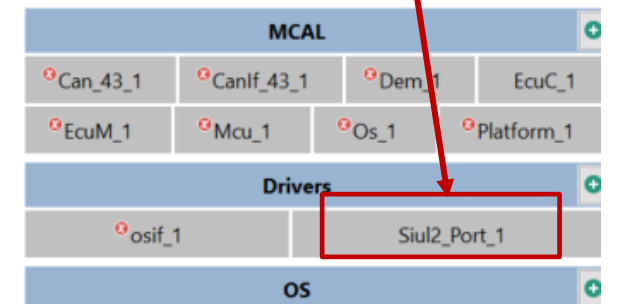 MCAL
Can_43_1 CanIf_43_1 Dem_1 EcuC_1
EcuM_1 Mcu_1 Os_1 Platform_1
Drivers
osif_1 Siul2_Port_1
OS